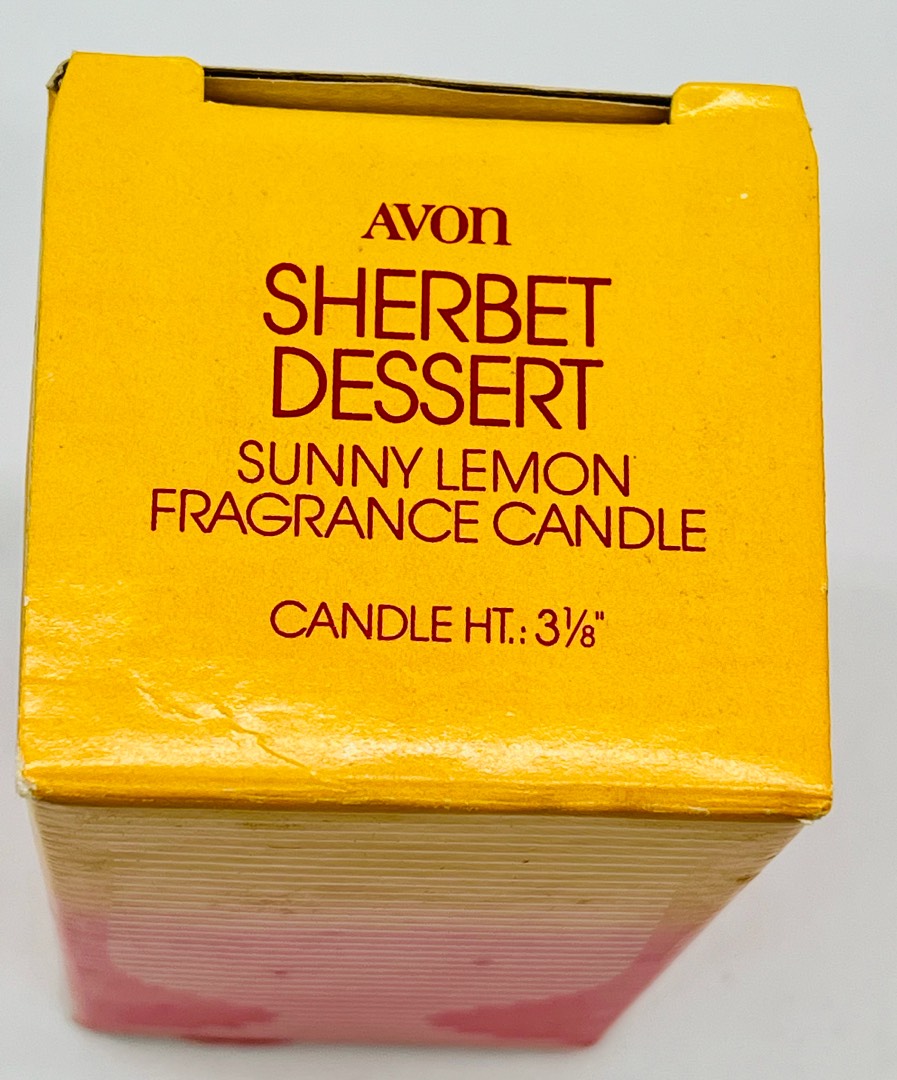 AVON
SHERBET
DESSERT
SUNNY LEMON
FRAGRANCE CANDLE
CANDLE HT.: 3⅛"